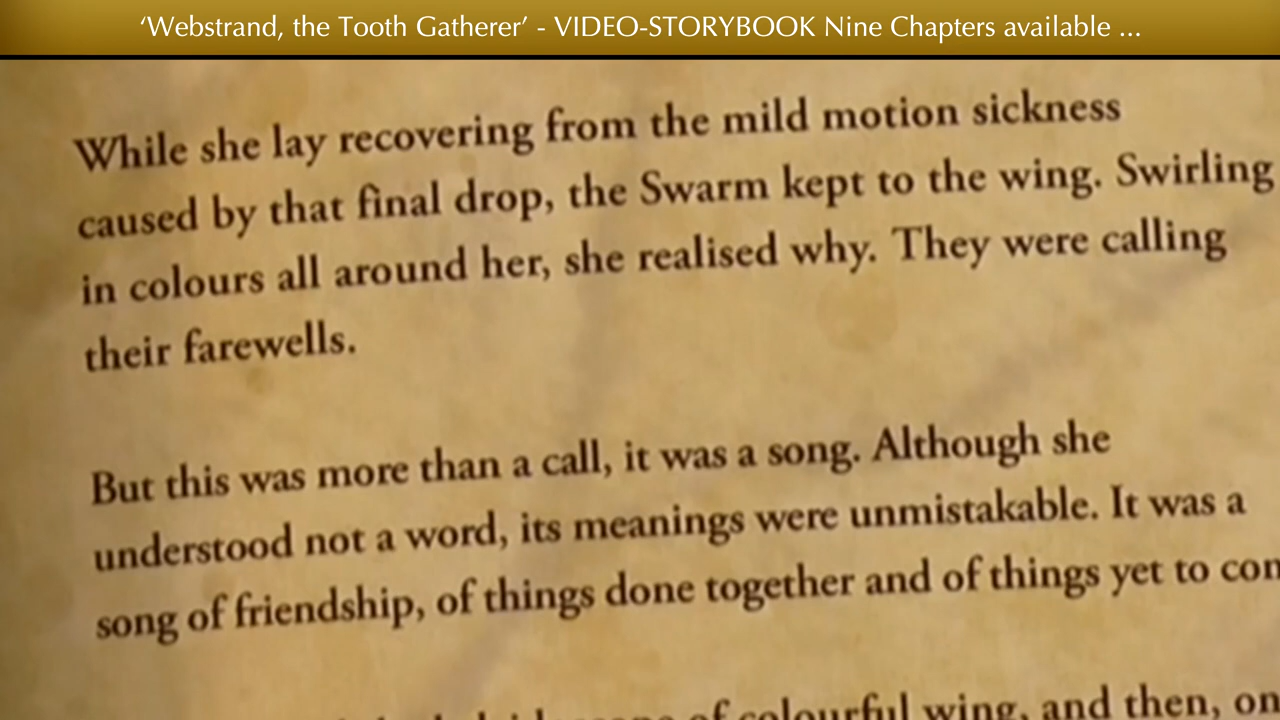 ‘Webstrand, the Tooth Gatherer’ - VIDEO-STORYBOOK Nine Chapters available ...
While she lay recovering from the mild motion sickness
caused by that final drop, the Swarm kept to the wing. Swirling
in colours all around her, she realised why. They were calling
their farewells.
But this was more than a call, it was a song. Although she
understood not a word, its meanings were unmistakable. It was a
song of friendship, of things done together and of things yet to
of colourful wing, and then, on